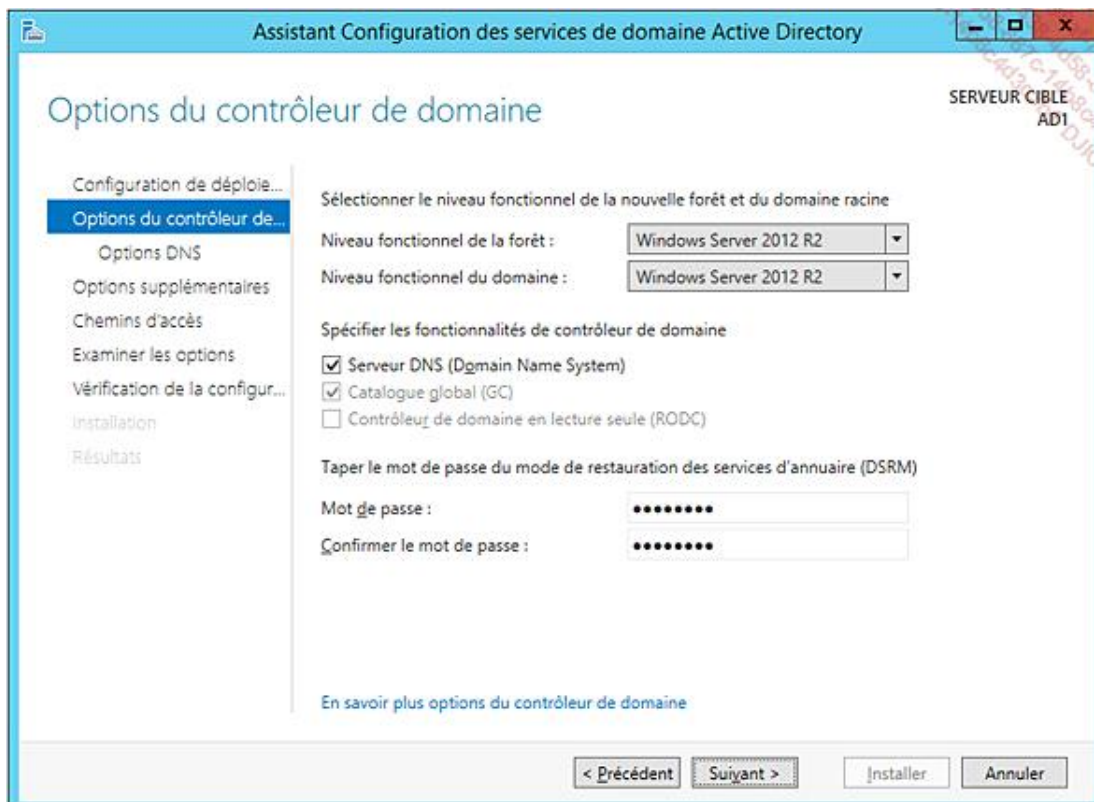 Assistant Configuration des services de domaine Active Directory
Options du contrôleur de domaine
SERVEUR CIBLE
AD1
Configuration de déploie...
Options du contrôleur de...
Options DNS
Options supplémentaires
Chemins d'accès
Examiner les options
Vérification de la configur...
Installation
Résultats
Sélectionner le niveau fonctionnel de la nouvelle forêt et du domaine racine
Niveau fonctionnel de la forêt :
Windows Server 2012 R2
Niveau fonctionnel du domaine :
Windows Server 2012 R2
Spécifier les fonctionnalités de contrôleur de domaine
Serveur DNS (Domain Name System)
Catalogue global (GC)
Contrôleur de domaine en lecture seule (RODC)
Taper le mot de passe du mode de restauration des services d'annuaire (DSRM)
Mot de passe :
••••••••
Confirmer le mot de passe :
••••••••
En savoir plus options du contrôleur de domaine
< Précédent
Suivant >
Installer
Annuler